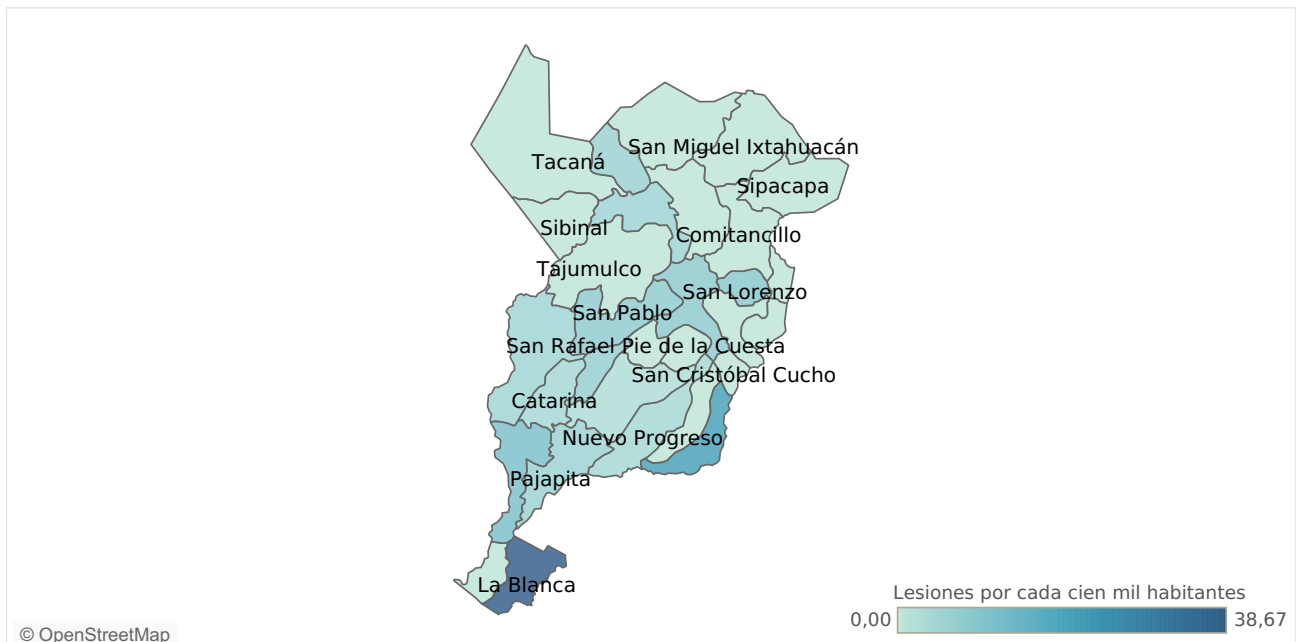 San Miguel Ixtahuacán
Tacaná
Sipacapa
Sibinal
Comitancillo
Tajumulco
San Lorenzo
San Pablo
San Rafael Pie de la Cuesta
San Cristóbal Cucho
Catarina
Nuevo Progreso
Pajapita
La Blanca
Lesiones por cada cien mil habitantes
0,00 38,67
© OpenStreetMap